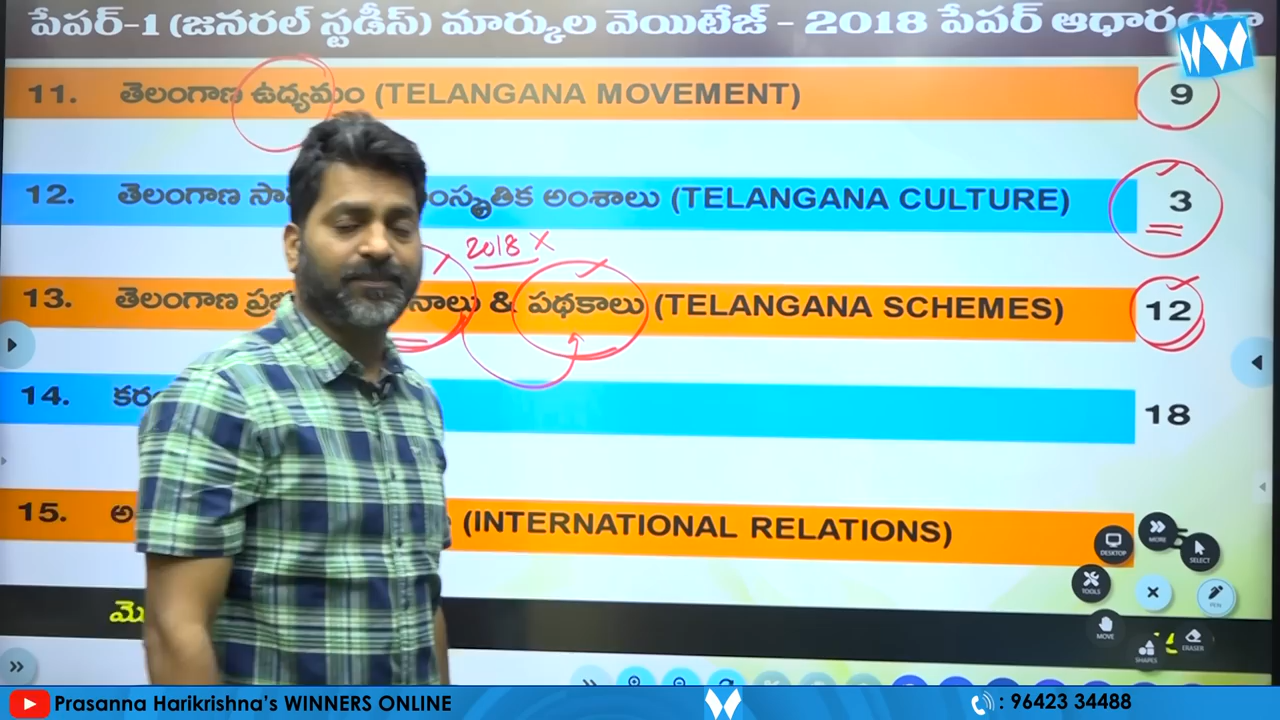 పేపర్-1 (జనరల్ స్టడీస్) మార్కుల వెయిటేజ్ - 2018 పేపర్
11. తెలంగాణ ఉద్యమం (TELANGANA MOVEMENT) 9
12. తెలంగాణ అంశాలు (TELANGANA CULTURE) 3
2018 X
13. తెలంగాణ & పథకాలు (TELANGANA SCHEMES) 12
14. 18
15. (INTERNATIONAL RELATIONS)
DESKTOP
MORE
SELECT
TOOLS
PEN
MOVE
SHAPES
ERASER
Prasanna Harikrishna's WINNERS ONLINE : 96423 34488